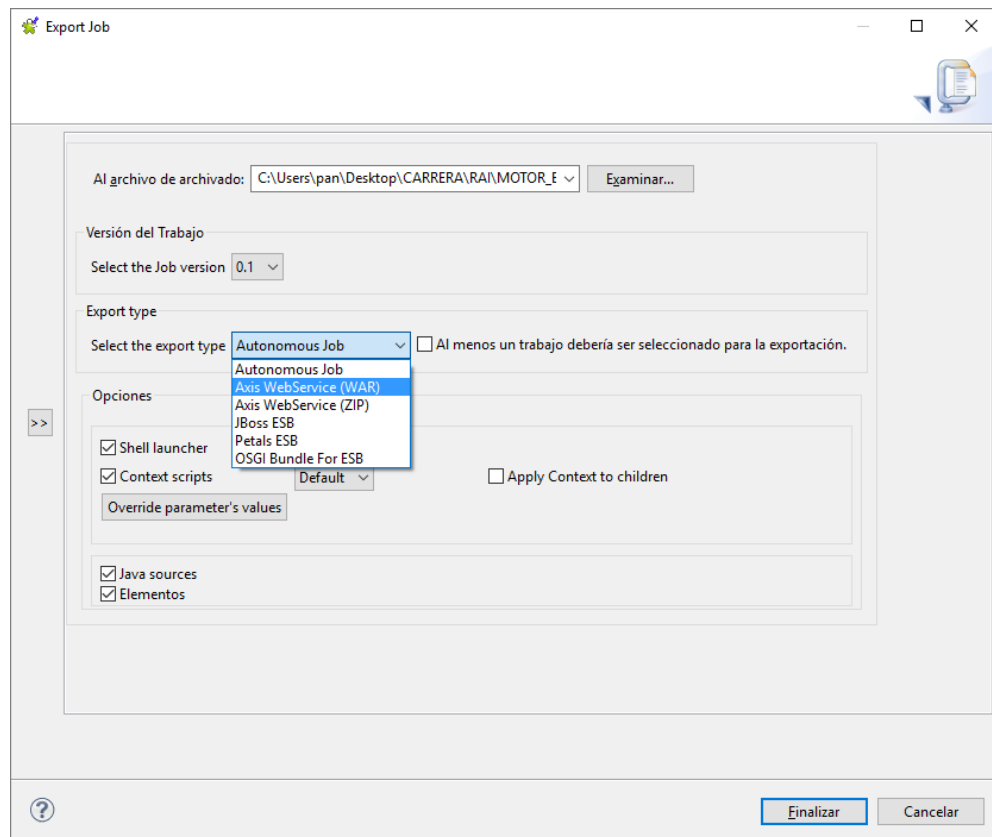 Export Job
Al archivo de archivado: C:\Users\pan\Desktop\CARRERA\RAI\MOTOR_E Examinar...
Versión del Trabajo
Select the Job version 0.1
Export type
Select the export type Autonomous Job Al menos un trabajo debería ser seleccionado para la exportación.
Autonomous Job
Axis WebService (WAR)
Axis WebService (ZIP)
JBoss ESB
Petals ESB
OSGI Bundle For ESB
Opciones
>>
Shell launcher
Context scripts Default Apply Context to children
Override parameter's values
Java sources
Elementos
? Finalizar Cancelar